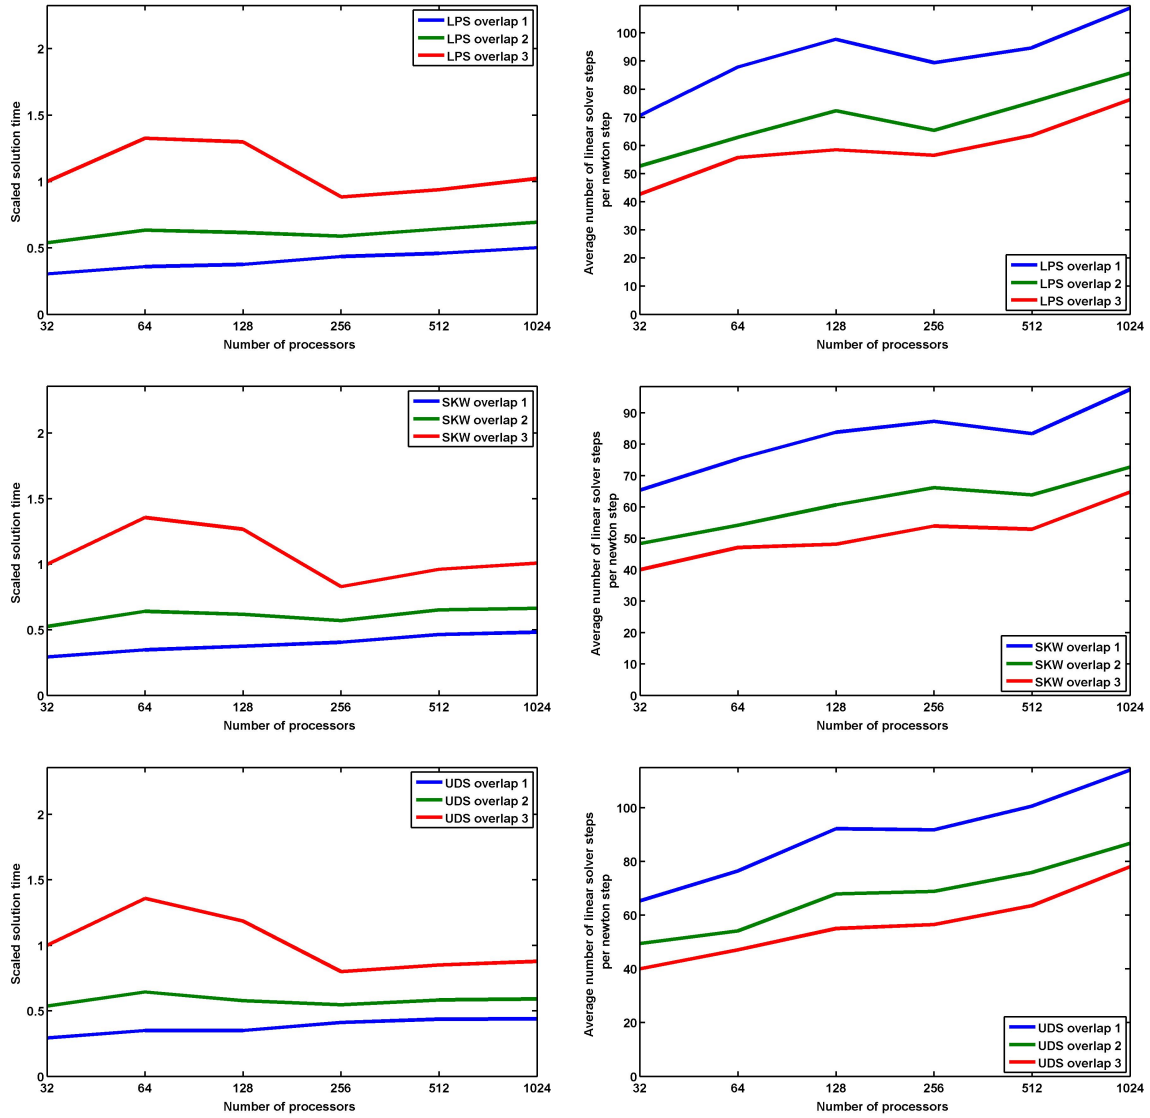 LPS overlap 1
LPS overlap 2
LPS overlap 3
2
1.5
1
0.5
0
Scaled solution time
32 64 128 256 512 1024
Number of processors
100
90
80
70
60
50
40
30
20
10
0
Average number of linear solver steps
per newton step
LPS overlap 1
LPS overlap 2
LPS overlap 3
32 64 128 256 512 1024
Number of processors
SKW overlap 1
SKW overlap 2
SKW overlap 3
2
1.5
1
0.5
0
Scaled solution time
32 64 128 256 512 1024
Number of processors
90
80
70
60
50
40
30
20
10
0
Average number of linear solver steps
per newton step
SKW overlap 1
SKW overlap 2
SKW overlap 3
32 64 128 256 512 1024
Number of processors
UDS overlap 1
UDS overlap 2
UDS overlap 3
2
1.5
1
0.5
0
Scaled solution time
32 64 128 256 512 1024
Number of processors
100
80
60
40
20
0
Average number of linear solver steps
per newton step
UDS overlap 1
UDS overlap 2
UDS overlap 3
32 64 128 256 512 1024
Number of processors